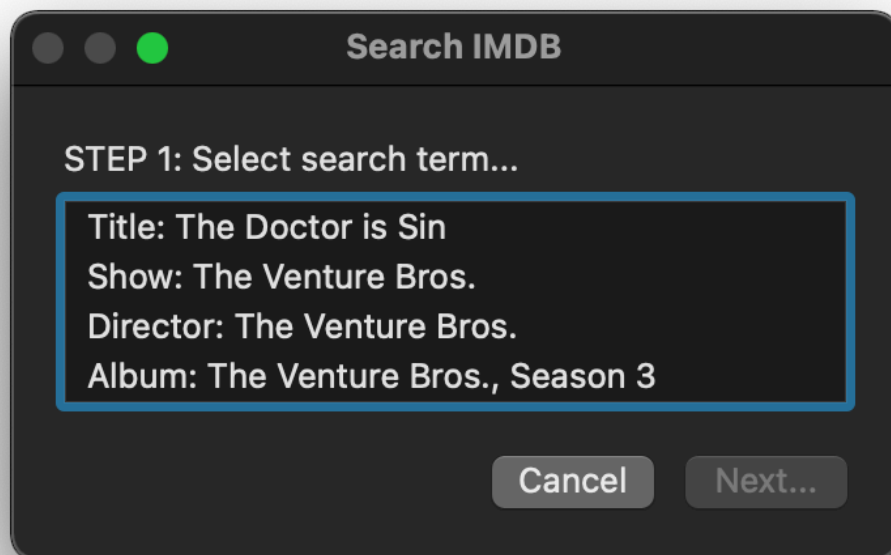 Search IMDB
STEP 1: Select search term...
Title: The Doctor is Sin
Show: The Venture Bros.
Director: The Venture Bros.
Album: The Venture Bros., Season 3
Cancel
Next...